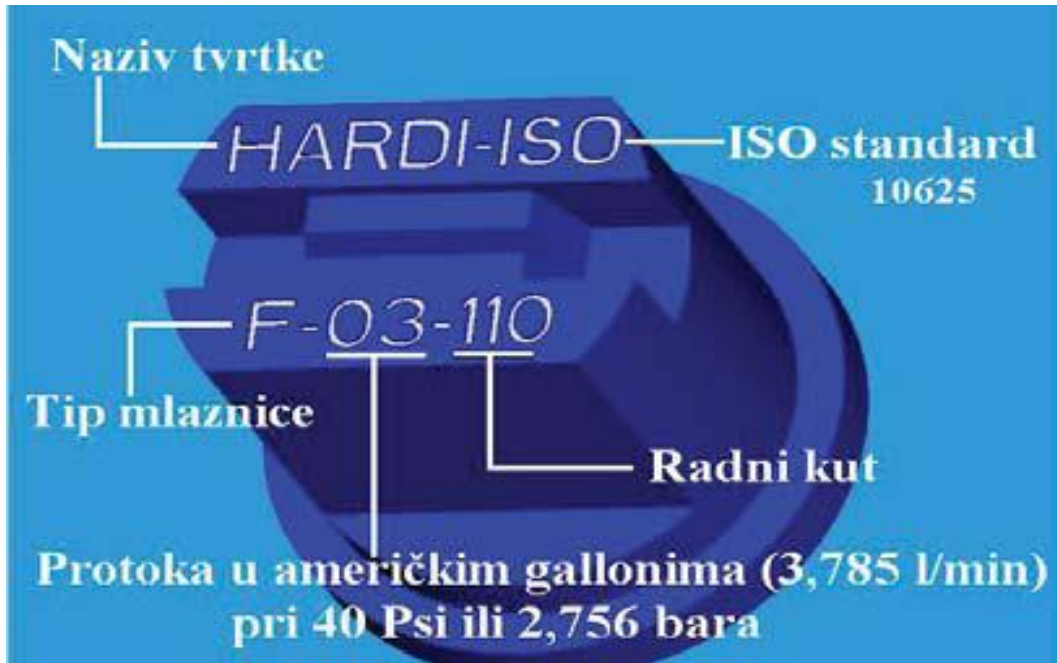 Naziv tvrtke
HARDI-ISO
ISO standard
10625
F-03-110
Tip mlaznice
Radni kut
Protoka u američkim gallonima (3,785 l/min)
pri 40 Psi ili 2,756 bara